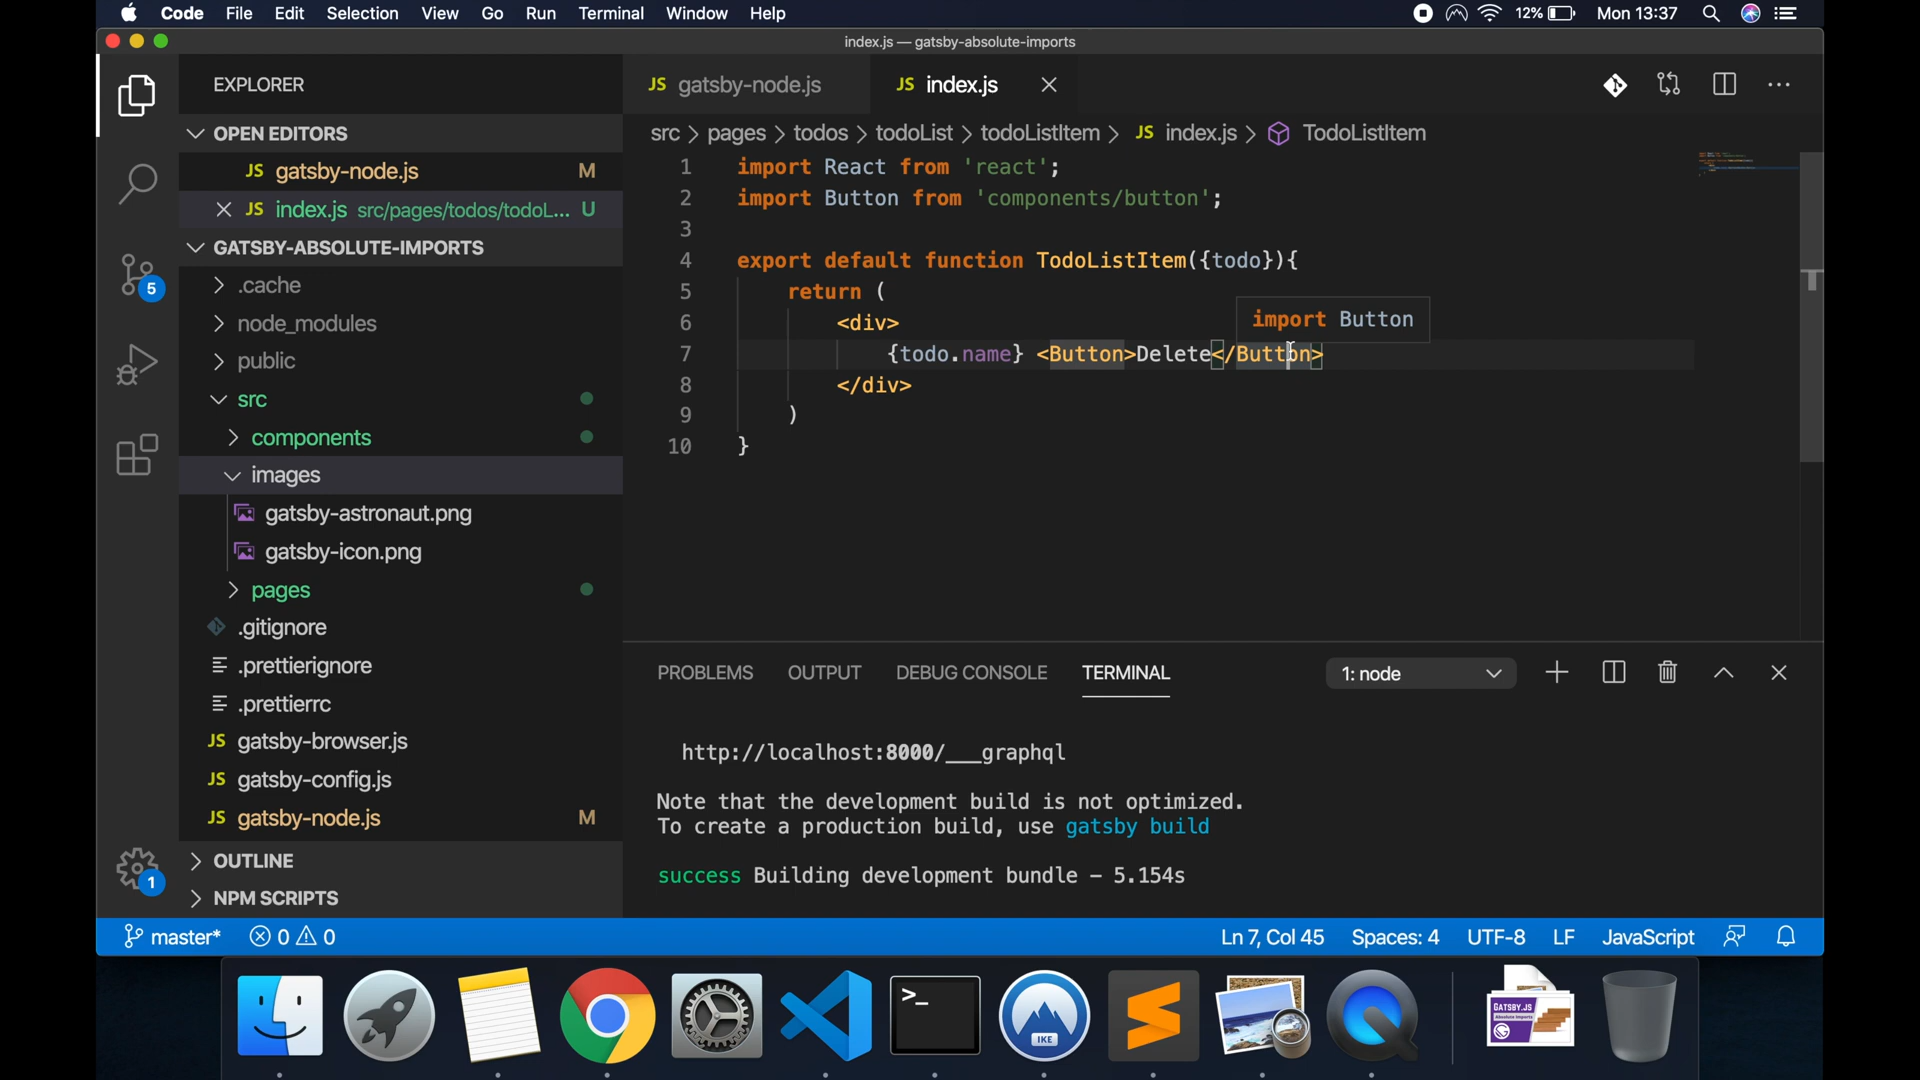 Code File Edit Selection View Go Run Terminal Window Help 12% Mon 13:37
index.js — gatsby-absolute-imports
EXPLORER
OPEN EDITORS
JS gatsby-node.js M
JS index.js src/pages/todos/todoL... U
GATSBY-ABSOLUTE-IMPORTS
.cache
node_modules
public
src
components
images
gatsby-astronaut.png
gatsby-icon.png
pages
.gitignore
.prettierignore
.prettierrc
JS gatsby-browser.js
JS gatsby-config.js
JS gatsby-node.js M
OUTLINE
NPM SCRIPTS
5
1
JS gatsby-node.js JS index.js
src > pages > todos > todoList > todoListItem > JS index.js > TodoListItem
1 import React from 'react';
2 import Button from 'components/button';
3
4 export default function TodoListItem({todo}){
5 return (
6 <div>
import Button
7 {todo.name} <Button>Delete</Button>
8 </div>
9 )
10 }
PROBLEMS OUTPUT DEBUG CONSOLE TERMINAL 1: node
http://localhost:8000/___graphql
Note that the development build is not optimized.
To create a production build, use gatsby build
success Building development bundle – 5.154s
master* 0 0 Ln 7, Col 45 Spaces: 4 UTF-8 LF JavaScript
>_
IKE
GATSBY.JS
Absolute Imports